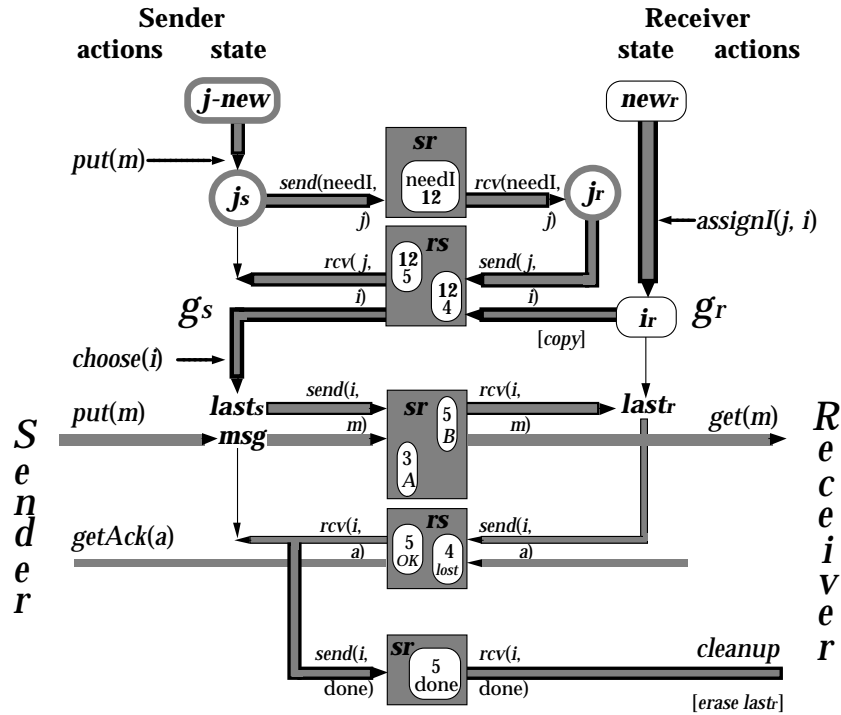 Sender Receiver
actions state state actions
j-new newr
put(m) sr
send(needI, needI rcv(needI,
js 12 jr
j) j)
assignI(j, i)
rs
rcv(j, 12 send(j,
5
i) 12 i)
4
gs ir gr
[copy]
choose(i)
send(i, rcv(i,
put(m) lasts sr 5 lastr get(m)
msg m) B m)
3
A
Sender Receiver
getAck(a) rcv(i, rs send(i,
5 4
a) OK lost a)
send(i, sr 5 rcv(i, cleanup
done) done done)
[erase lastr]